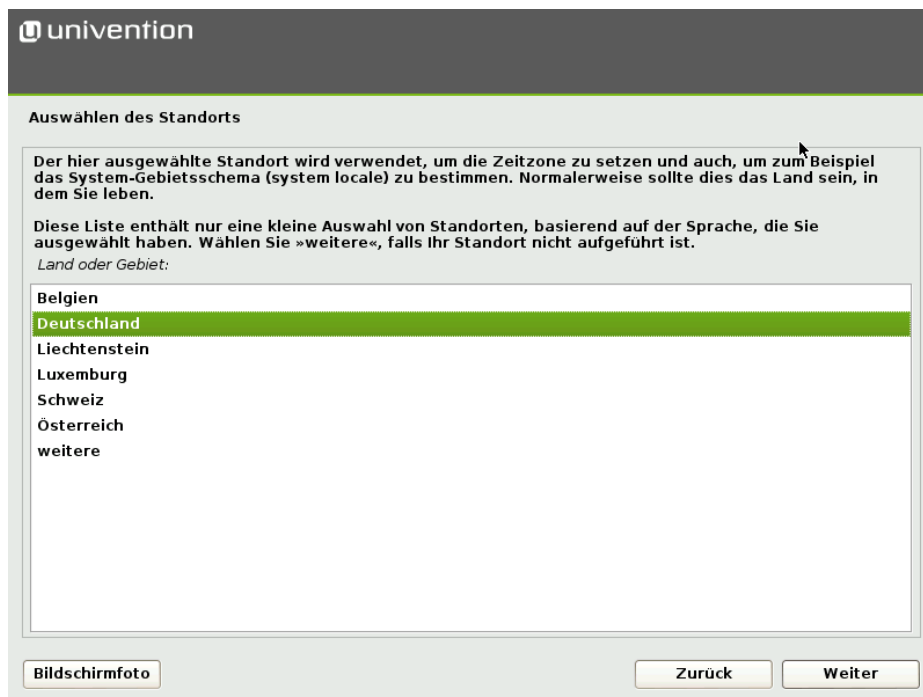 univention
Auswählen des Standorts
Der hier ausgewählte Standort wird verwendet, um die Zeitzone zu setzen und auch, um zum Beispiel
das System-Gebietsschema (system locale) zu bestimmen. Normalerweise sollte dies das Land sein, in
dem Sie leben.
Diese Liste enthält nur eine kleine Auswahl von Standorten, basierend auf der Sprache, die Sie
ausgewählt haben. Wählen Sie »weitere«, falls Ihr Standort nicht aufgeführt ist.
Land oder Gebiet:
Belgien
Deutschland
Liechtenstein
Luxemburg
Schweiz
Österreich
weitere
Bildschirmfoto Zurück Weiter